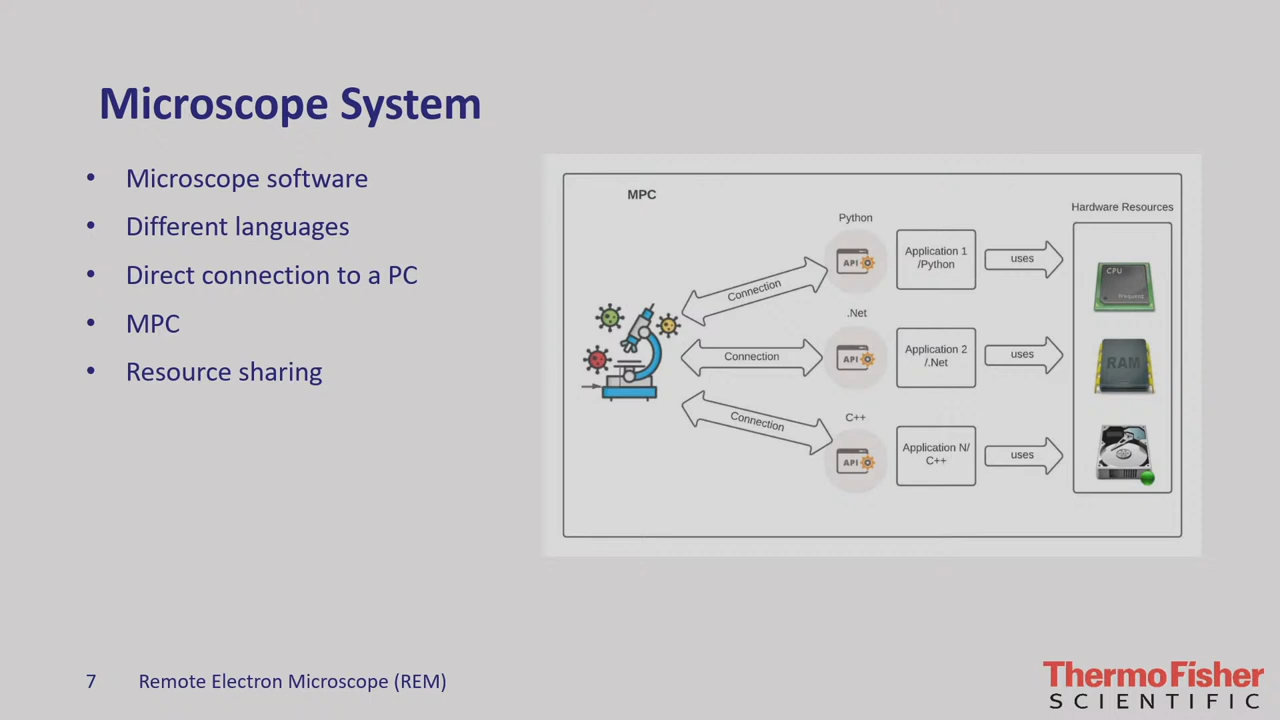 Microscope System
• Microscope software
• Different languages
• Direct connection to a PC
• MPC
• Resource sharing
MPC
Hardware Resources
Python
API
Application 1
/Python
uses
Connection
CPU
Frequenz
.Net
API
Application 2
/.Net
uses
Connection
RAM
C++
API
Application N/
C++
uses
Connection
7 Remote Electron Microscope (REM)
ThermoFisher
SCIENTIFIC